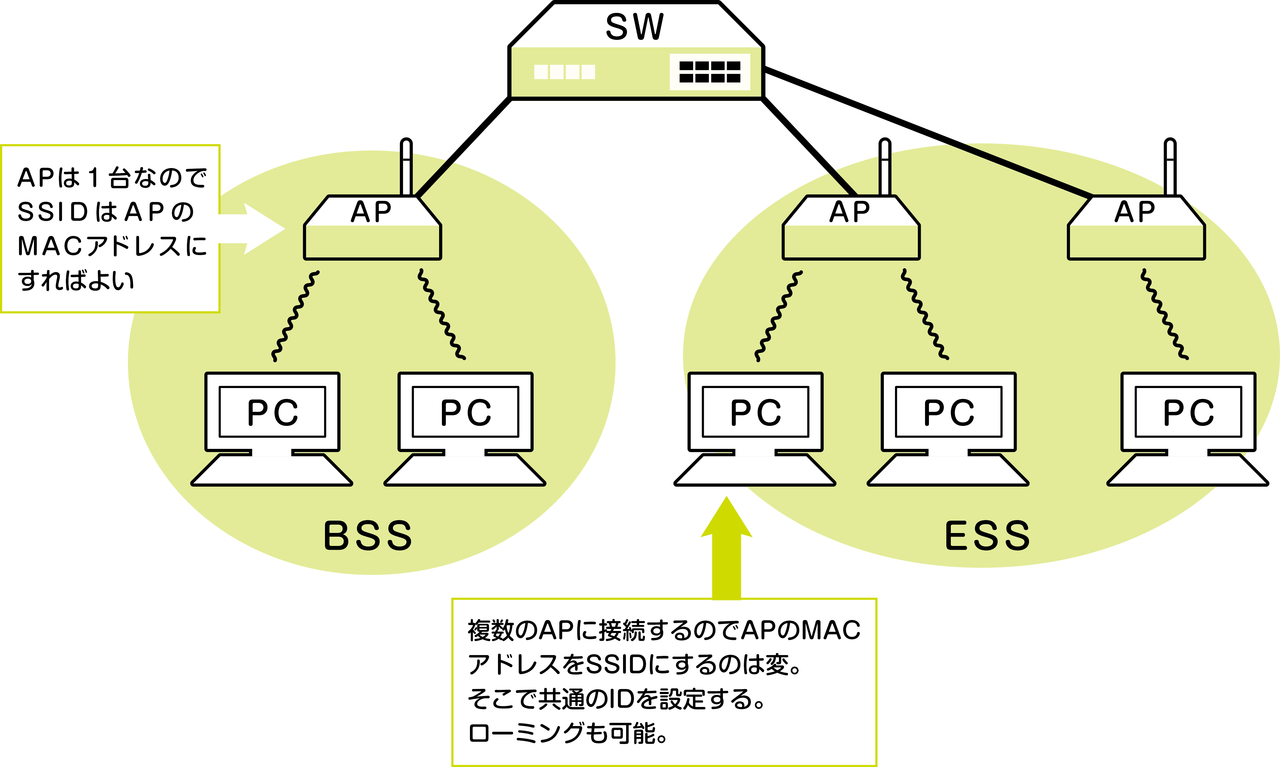 SW
APは１台なので
SSIDはAPの
MACアドレスに
すればよい
AP
AP
AP
PC
PC
PC
PC
PC
BSS
ESS
複数のAPに接続するのでAPのMAC
アドレスをSSIDにするのは変。
そこで共通のIDを設定する。
ローミングも可能。